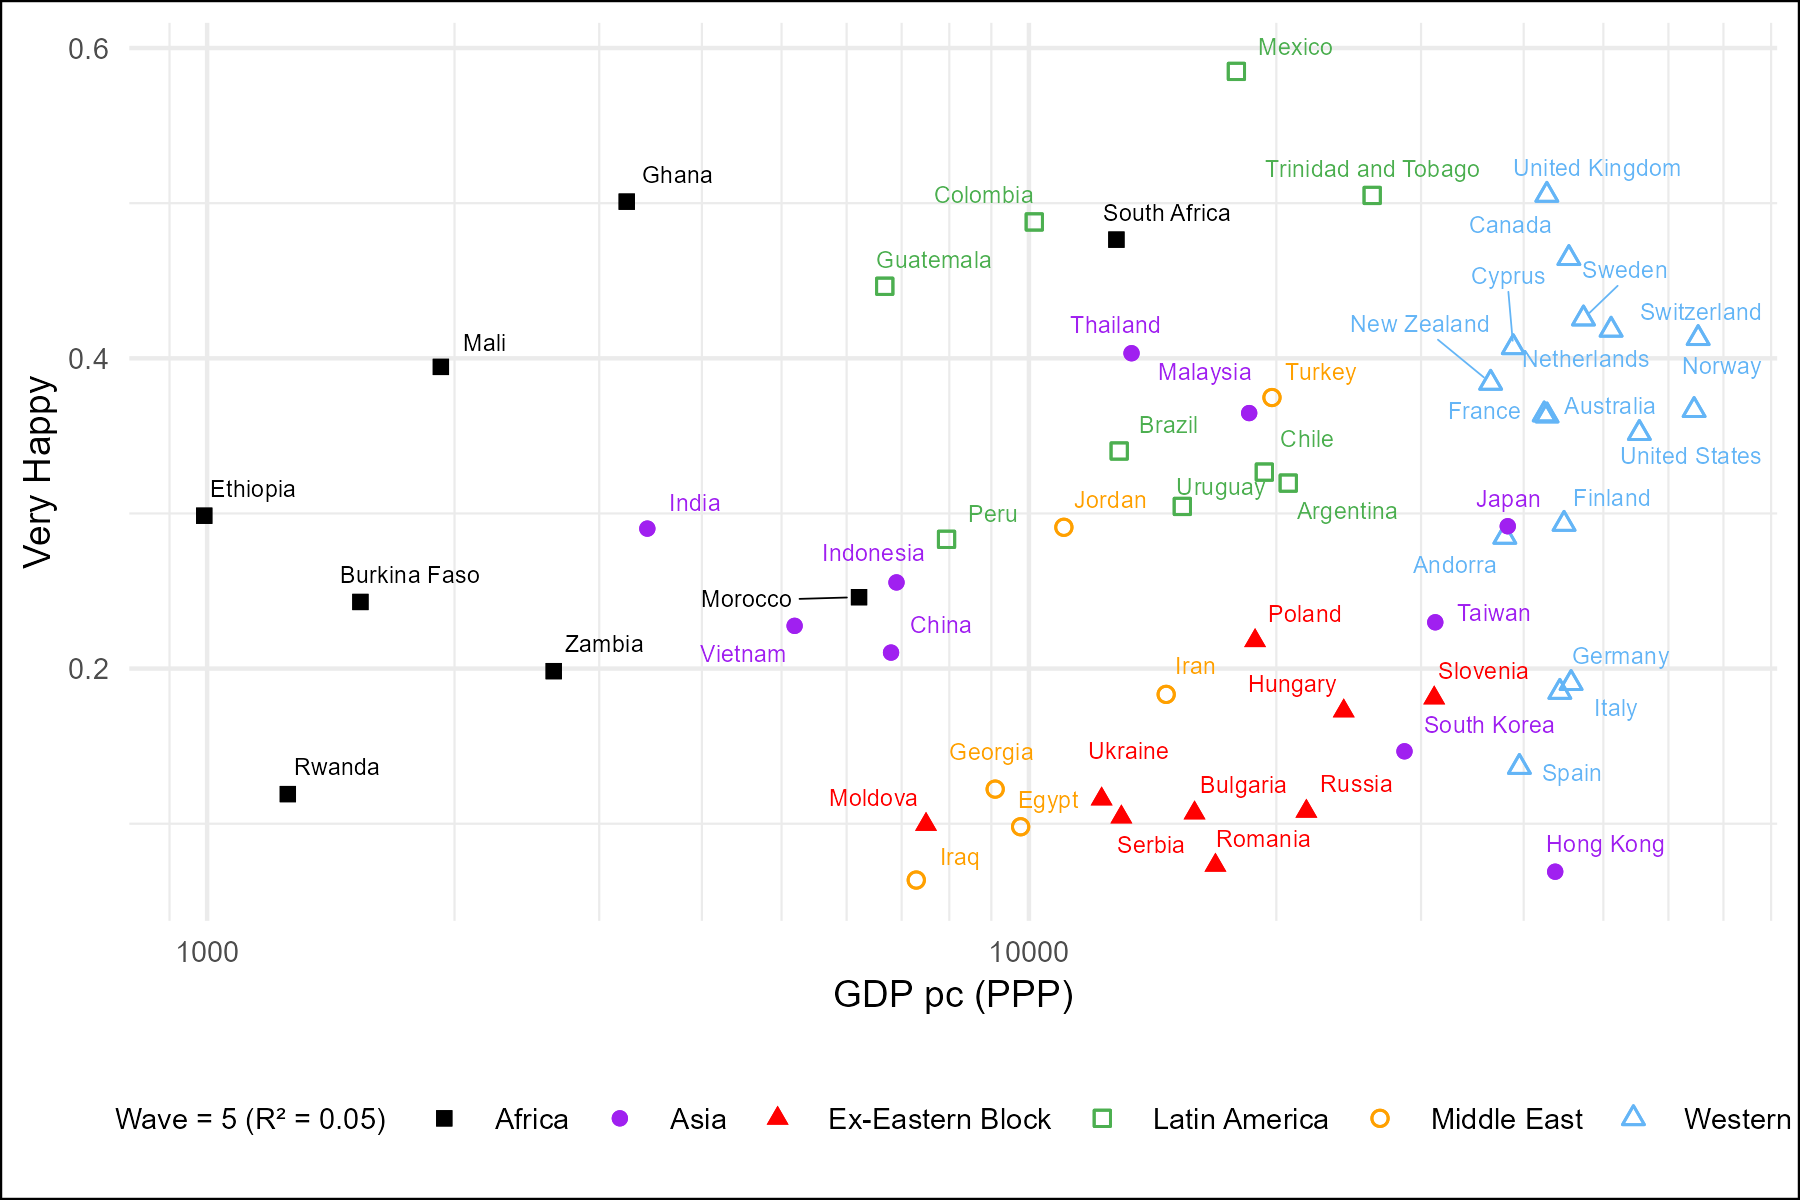 0.6
0.4
0.2
Very Happy
Mexico
Ghana
Trinidad and Tobago
United Kingdom
Colombia
South Africa
Canada
Guatemala
Cyprus
Sweden
Switzerland
Thailand
New Zealand
Mali
Netherlands
Norway
Malaysia
Turkey
France
Australia
Brazil
Chile
United States
Ethiopia
India
Uruguay
Jordan
Japan
Finland
Peru
Argentina
Indonesia
Andorra
Burkina Faso
Morocco
China
Poland
Taiwan
Zambia
Vietnam
Iran
Germany
Hungary
Slovenia
Italy
South Korea
Georgia
Ukraine
Rwanda
Spain
Moldova
Egypt
Bulgaria
Russia
Serbia
Romania
Hong Kong
Iraq
1000
10000
GDP pc (PPP)
Wave = 5 (R² = 0.05) Africa Asia Ex-Eastern Block Latin America Middle East Western